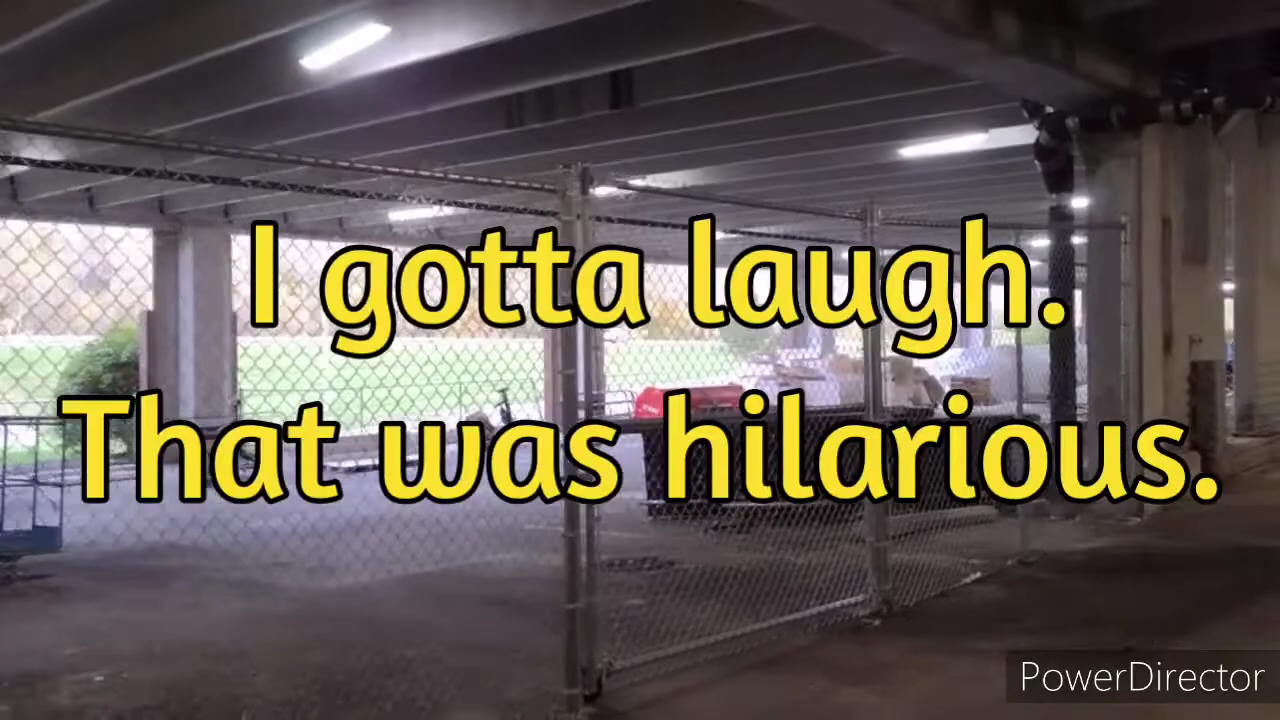 I gotta laugh.
That was hilarious.
PowerDirector